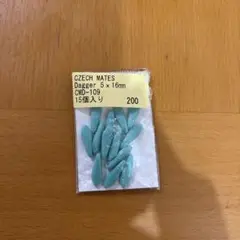 CZECH MATES
Dagger 5×16mm
CMD-109
15個入り 200